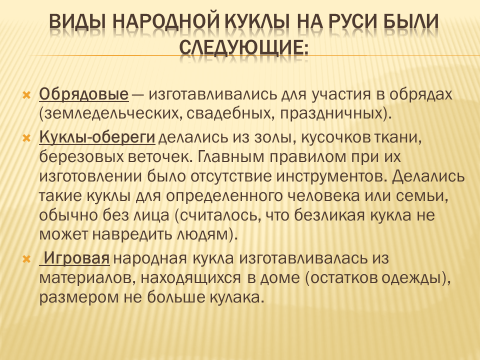 ВИДЫ НАРОДНОЙ КУКЛЫ НА РУСИ БЫЛИ
СЛЕДУЮЩИЕ:
Обрядовые — изготавливались для участия в обрядах
(земледельческих, свадебных, праздничных).
Куклы-обереги делались из золы, кусочков ткани,
березовых веточек. Главным правилом при их
изготовлении было отсутствие инструментов. Делались
такие куклы для определенного человека или семьи,
обычно без лица (считалось, что безликая кукла не
может навредить людям).
Игровая народная кукла изготавливалась из
материалов, находящихся в доме (остатков одежды),
размером не больше кулака.